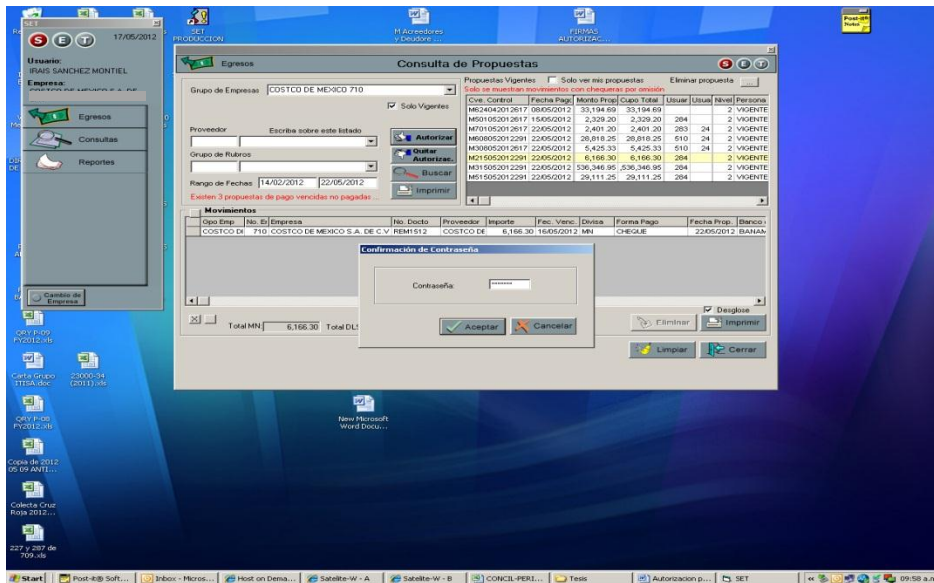 SET
S E T 17/05/2012
Usuario:
IRAIS SANCHEZ MONTIEL
Empresa:
COSTCO DE MEXICO S.A. DE
Egresos
Consultas
Reportes
Cambio de
Empresa
SET
PRODUCCION
M.Acreedores
y Deudore ...
FIRMAS
AUTORIZAC...
Post-it®
Notes
Egresos
Consulta de Propuestas
S E T
Grupo de Empresas COSTCO DE MEXICO 710
Solo Vigentes
Proveedor Escriba sobre este listado
Grupo de Rubros
Rango de Fechas 14/02/2012 22/05/2012
Existen 3 propuestas de pago vencidas no pagadas ...
Autorizar
Quitar
Autorizac.
Buscar
Imprimir
Propuestas Vigentes Solo ver mis propuestas Eliminar propuesta ...
Solo se muestran movimientos con chequeras por omisión
Cve. Control Fecha Pago Monto Prop Cupo Total Usuar Usua Nivel Persona
M624042012617 08/05/2012 33,194.69 33,194.69 2 VIGENTE
M501052012617 15/05/2012 2,329.20 2,329.20 284 2 VIGENTE
M701052012617 22/05/2012 2,401.20 2,401.20 283 24 2 VIGENTE
M608052012291 22/05/2012 28,818.25 28,818.25 510 24 2 VIGENTE
M308052012610 22/05/2012 5,425.33 5,425.33 510 24 2 VIGENTE
M215052012291 22/05/2012 6,166.30 6,166.30 284 2 VIGENTE
M315052012291 22/05/2012 536,346.95 ,536,346.95 284 2 VIGENTE
M515052012291 22/05/2012 29,111.25 29,111.25 284 2 VIGENTE
Movimientos
Gpo Emp No. E Empresa No. Docto Proveedor Importe Fec. Venc. Divisa Forma Pago Fecha Prop. Banco
COSTCO DI 710 COSTCO DE MEXICO S.A. DE C.V REM1512 COSTCO DE 6,166.30 16/05/2012 MN CHEQUE 22/05/2012 BANAM
Confirmación de Contraseña
Contraseña: ********
Aceptar Cancelar
Desglose
Total MN: 6,166.30 Total DLS
Eliminar Imprimir
Limpiar Cerrar
QRY P-09
FY2012.xls
Carta Grupo
ITISA.doc
23000-34
(2011).xls
QRY P-08
FY2012.xls
New Microsoft
Word Docu...
Copia de 2012
05 09 ANTI...
Colecta Cruz
Roja 2012...
227 y 287 de
709.xls
Start Post-it® Soft... Inbox - Micros... Host on Dema... Satelite-W - A Satelite-W - B CONCIL-PERI... Tesis Autorizacion p... SET 09:58 a.m.